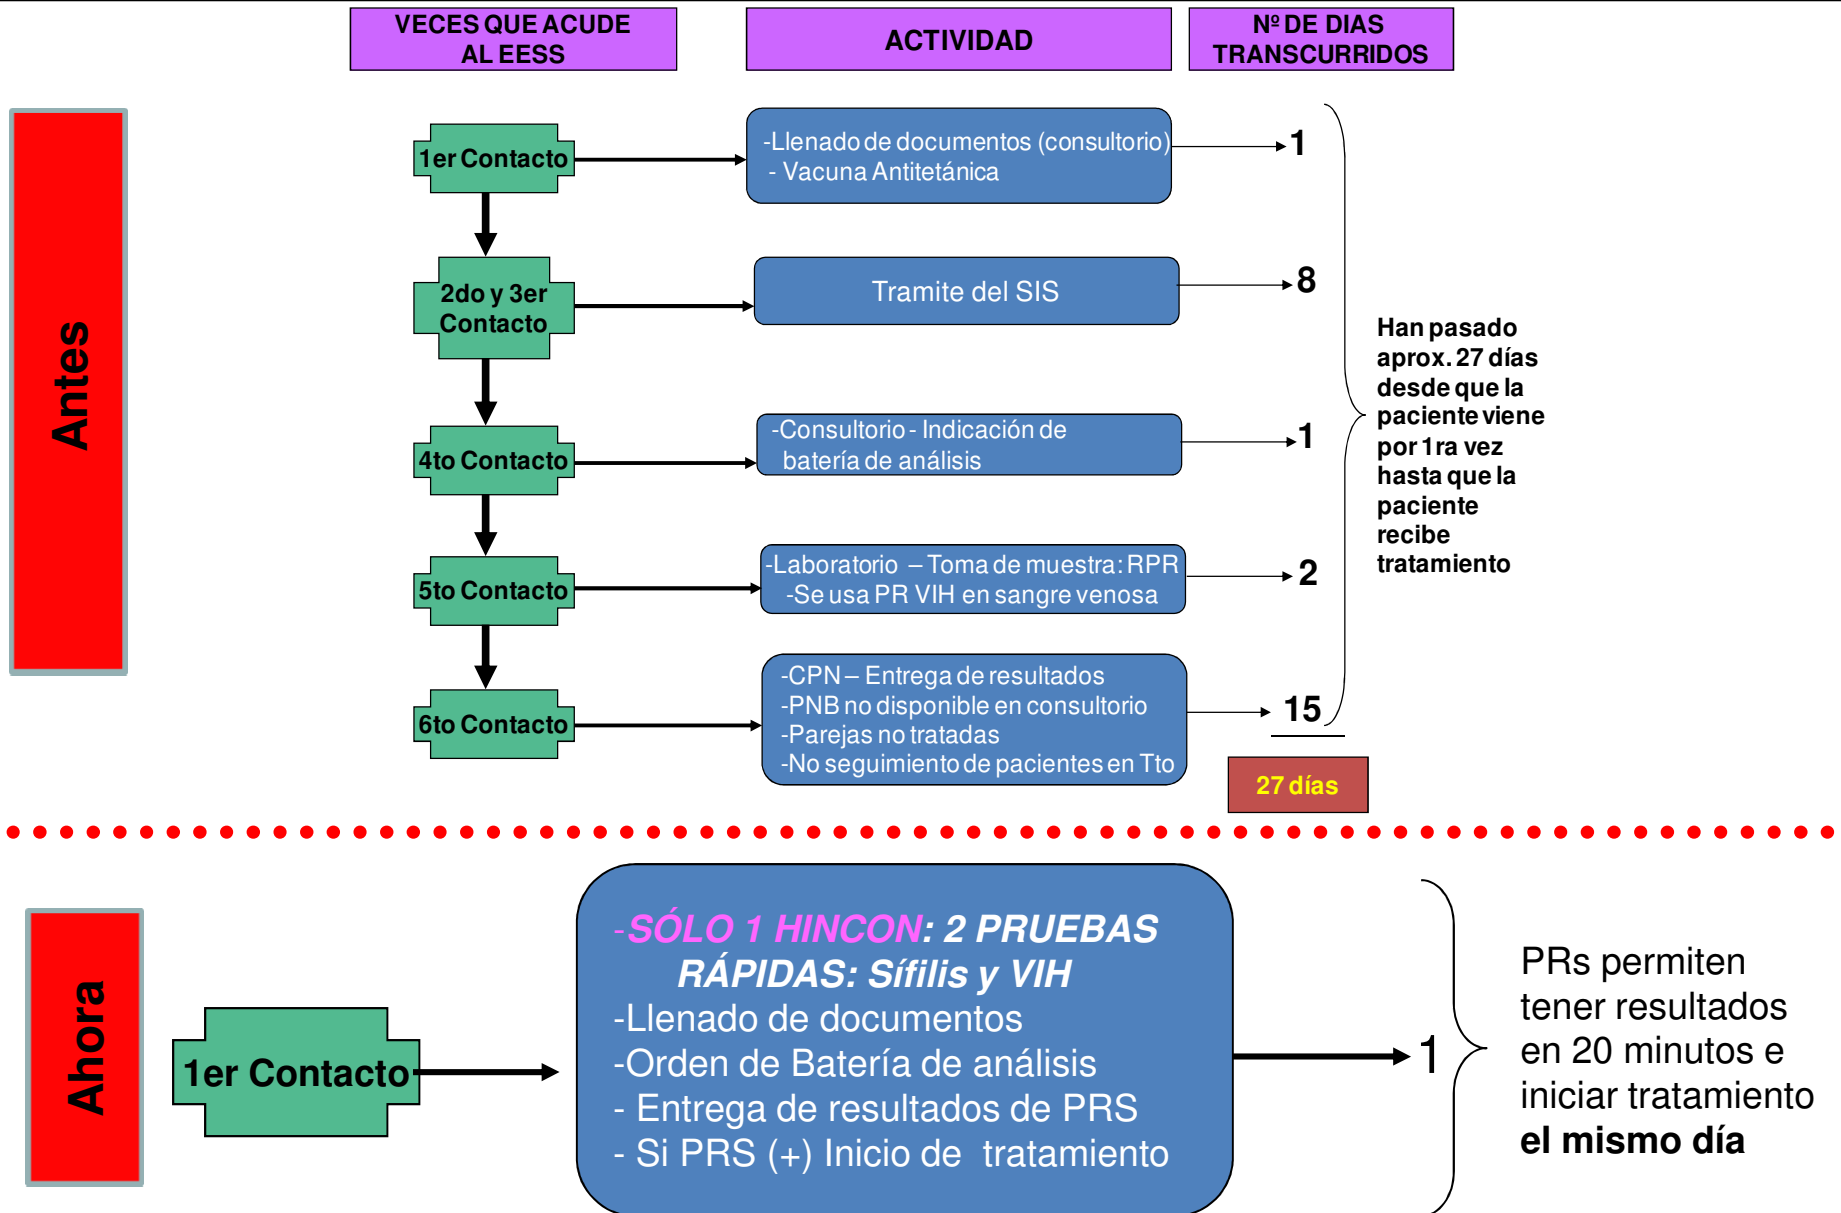 VECES QUE ACUDE
AL EESS
ACTIVIDAD
Nº DE DIAS
TRANSCURRIDOS
Antes
1er Contacto
-Llenado de documentos (consultorio)
- Vacuna Antitetánica
1
2do y 3er
Contacto
Tramite del SIS
8
4to Contacto
-Consultorio - Indicación de
batería de análisis
1
5to Contacto
-Laboratorio – Toma de muestra: RPR
-Se usa PR VIH en sangre venosa
2
6to Contacto
-CPN – Entrega de resultados
-PNB no disponible en consultorio
-Parejas no tratadas
-No seguimiento de pacientes en Tto
15
27 días
Han pasado
aprox. 27 días
desde que la
paciente viene
por 1ra vez
hasta que la
paciente
recibe
tratamiento
Ahora
1er Contacto
-SÓLO 1 HINCON: 2 PRUEBAS
RÁPIDAS: Sífilis y VIH
-Llenado de documentos
-Orden de Batería de análisis
- Entrega de resultados de PRS
- Si PRS (+) Inicio de tratamiento
1
PRs permiten
tener resultados
en 20 minutos e
iniciar tratamiento
el mismo día